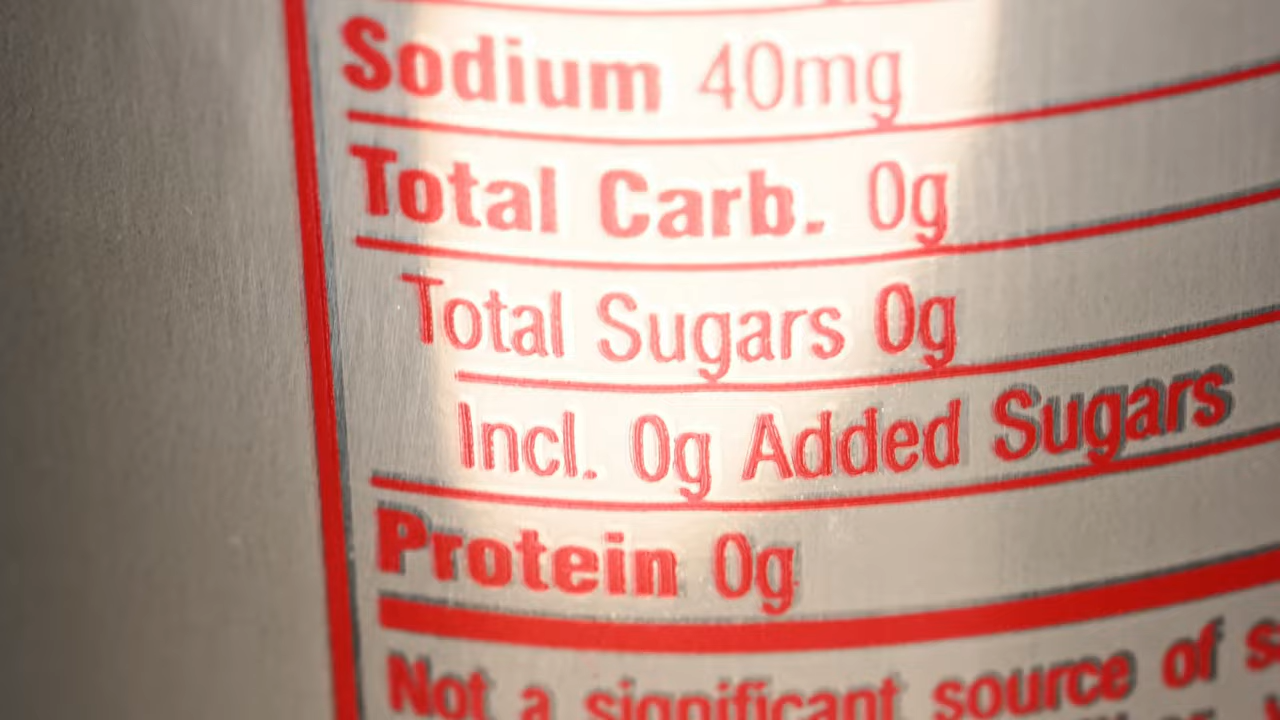 Sodium 40mg
Total Carb. 0g
Total Sugars 0g
Incl. 0g Added Sugars
Protein 0g
Not a significant source of